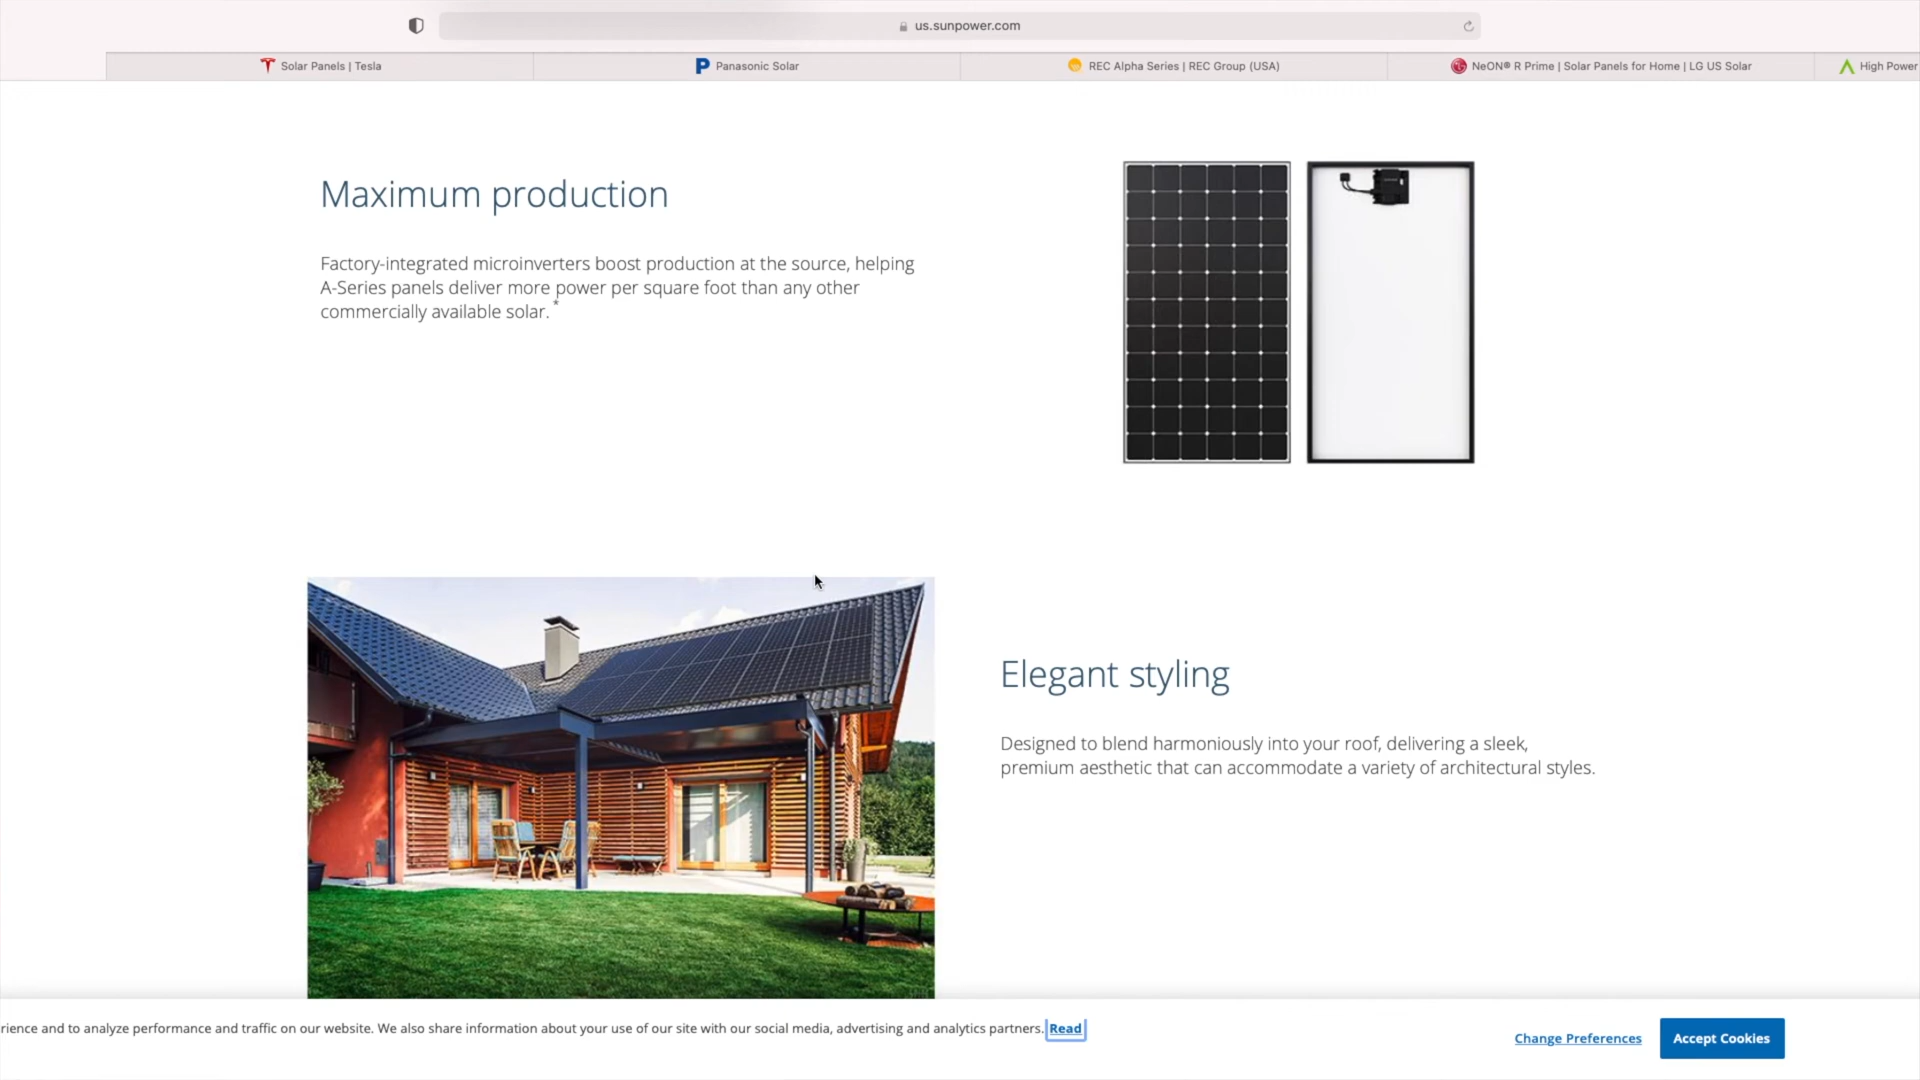 us.sunpower.com
Solar Panels | Tesla
Panasonic Solar
REC Alpha Series | REC Group (USA)
NeON® R Prime | Solar Panels for Home | LG US Solar
High Power
Maximum production
Factory-integrated microinverters boost production at the source, helping
A-Series panels deliver more power per square foot than any other
commercially available solar. *
Elegant styling
Designed to blend harmoniously into your roof, delivering a sleek,
premium aesthetic that can accommodate a variety of architectural styles.
rience and to analyze performance and traffic on our website. We also share information about your use of our site with our social media, advertising and analytics partners. Read
Change Preferences
Accept Cookies